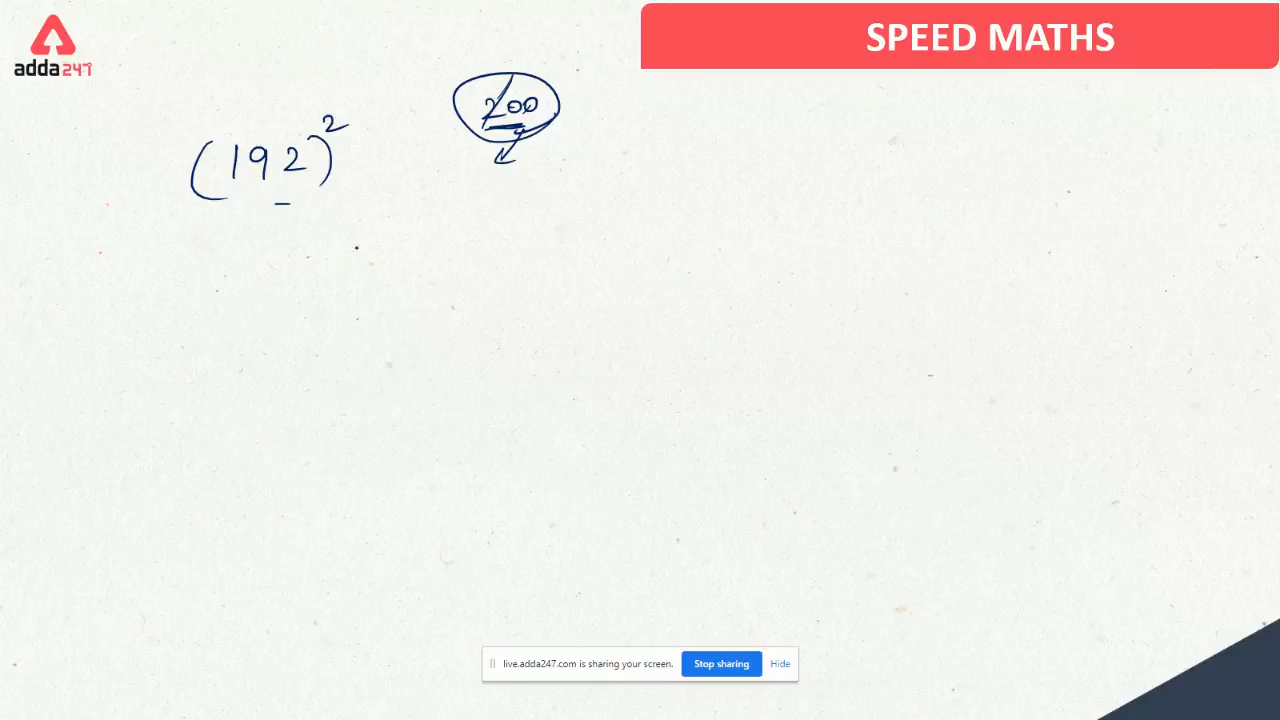 SPEED MATHS
adda247
200
(192)²
live.adda247.com is sharing your screen. Stop sharing Hide